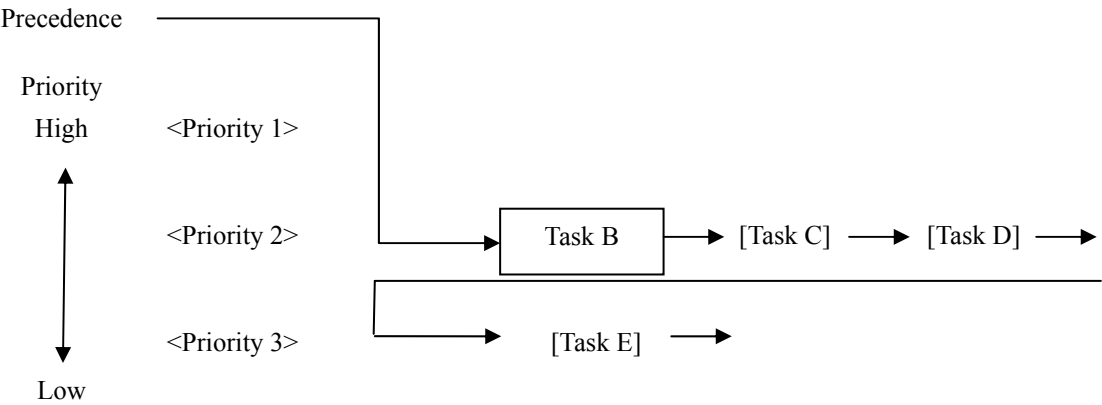 Precedence
Priority
High <Priority 1>
<Priority 2> Task B [Task C] [Task D]
<Priority 3> [Task E]
Low